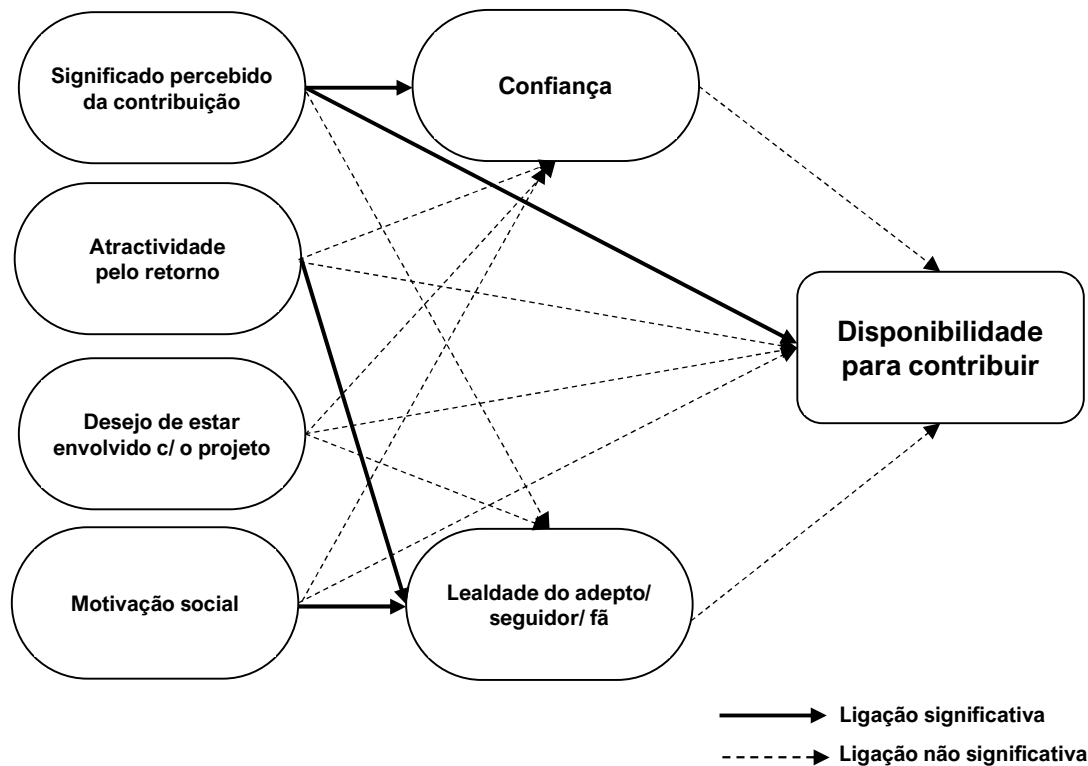 Significado percebido
da contribuição
Confiança
Atractividade
pelo retorno
Disponibilidade
para contribuir
Desejo de estar
envolvido c/ o projeto
Motivação social
Lealdade do adepto/
seguidor/ fã
Ligação significativa
Ligação não significativa